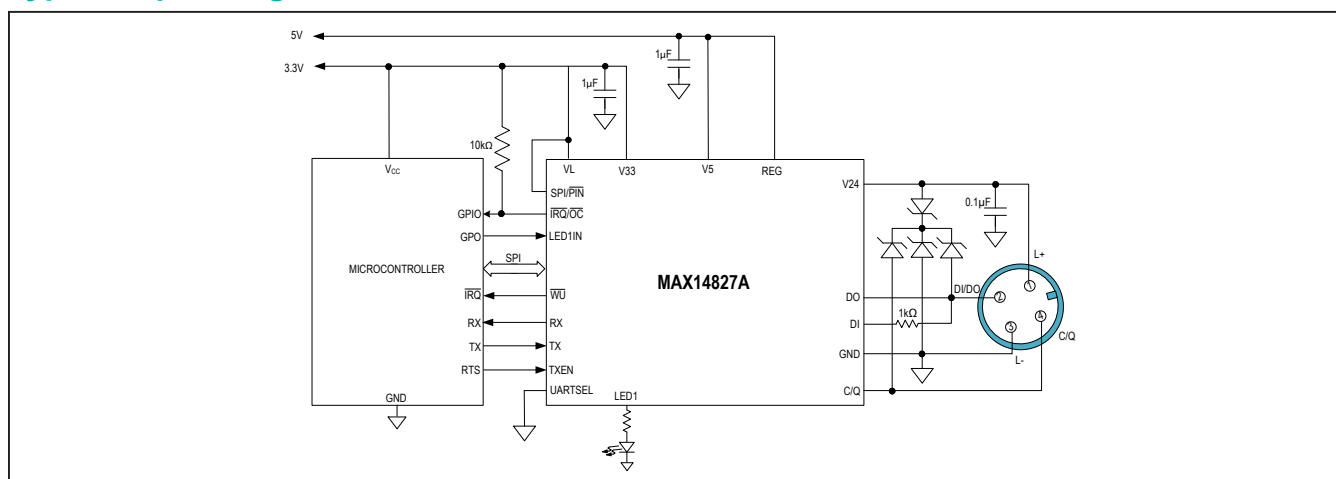 5V
1µF
3.3V
1µF
10kΩ
VCC
VL
V33
V5
REG
V24
0.1µF
SPI/PIN
GPIO
IRQ/OC
GPO
LED1IN
L+
SPI
MICROCONTROLLER
MAX14827A
DI/DO
1
2
IRQ
WU
DO
1kΩ
4
RX
RX
DI
3
C/Q
TX
TX
GND
L-
RTS
TXEN
UARTSEL
C/Q
GND
LED1